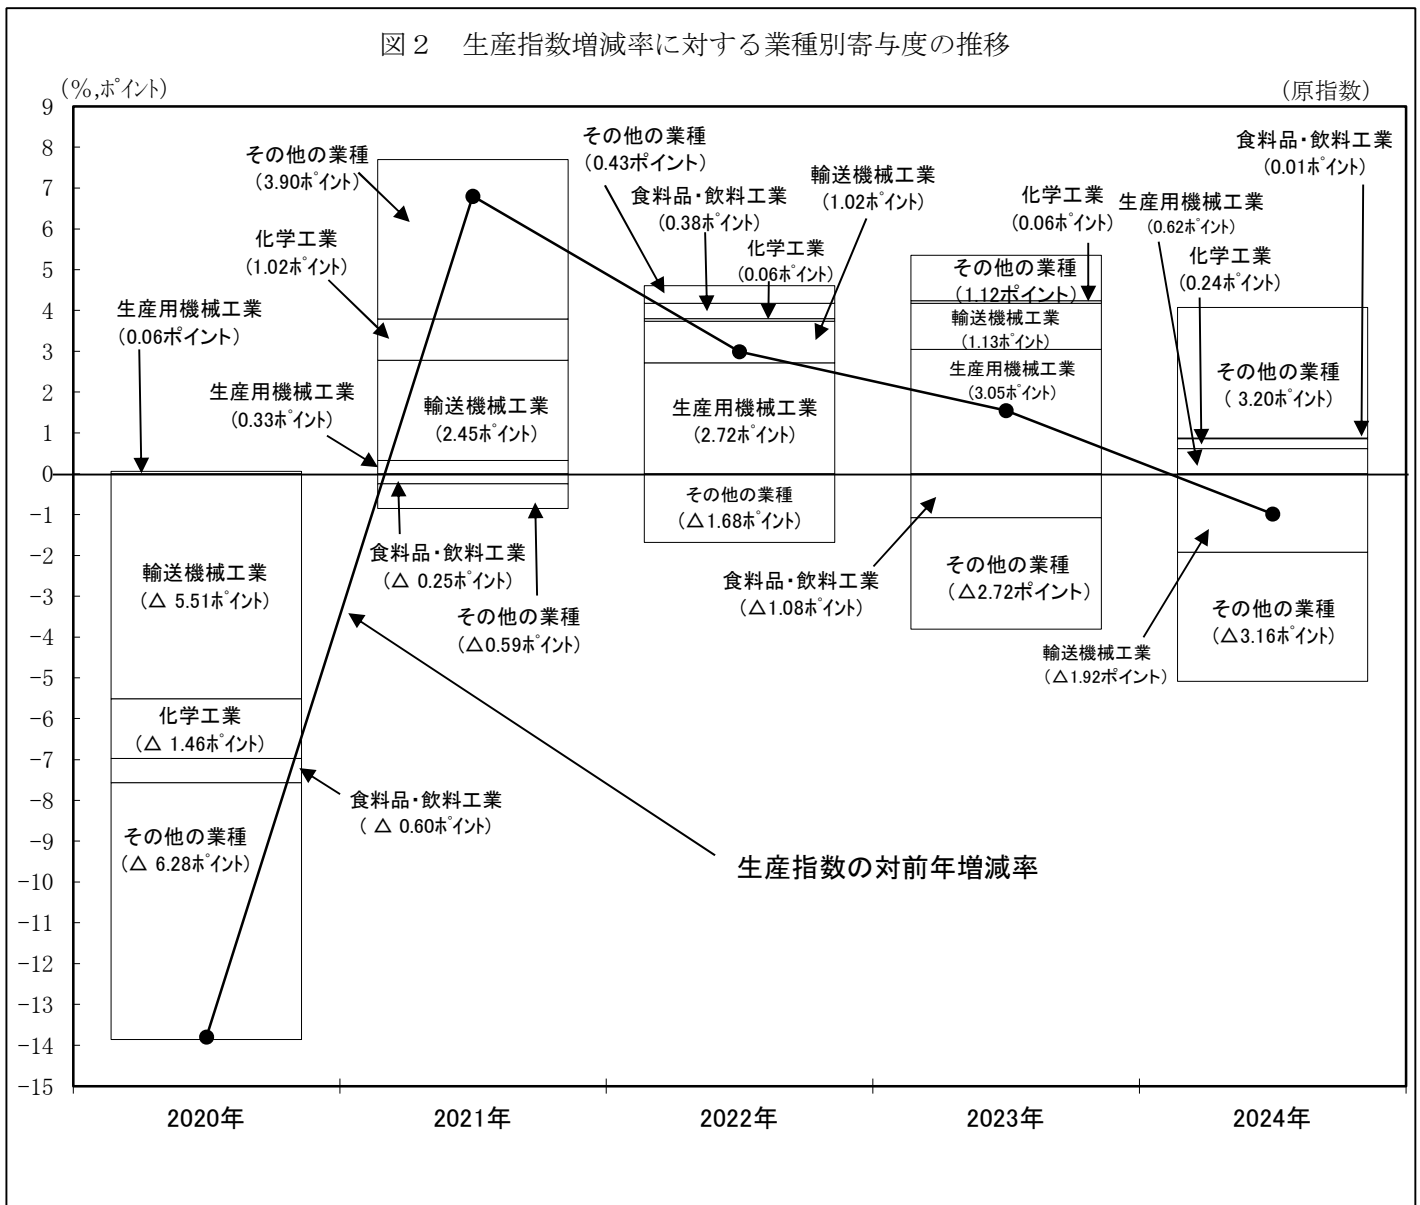 図２　生産指数増減率に対する業種別寄与度の推移
（％,ポイント）
（原指数）
9
8
7
6
5
4
3
2
1
0
-1
-2
-3
-4
-5
-6
-7
-8
-9
-10
-11
-12
-13
-14
-15
生産用機械工業
（0.06ポイント）
輸送機械工業
（△ 5.51ポイント）
化学工業
（△ 1.46ポイント）
食料品・飲料工業
（ △ 0.60ポイント）
その他の業種
（△ 6.28ポイント）
その他の業種
（3.90ポイント）
化学工業
（1.02ポイント）
輸送機械工業
（2.45ポイント）
生産用機械工業
（0.33ポイント）
食料品・飲料工業
（△ 0.25ポイント）
その他の業種
（△0.59ポイント）
その他の業種
（0.43ポイント）
食料品・飲料工業
（0.38ポイント）
化学工業
（0.06ポイント）
輸送機械工業
（1.02ポイント）
生産用機械工業
（2.72ポイント）
その他の業種
（△1.68ポイント）
化学工業
（0.06ポイント）
その他の業種
（1.12ポイント）
輸送機械工業
（1.13ポイント）
生産用機械工業
（3.05ポイント）
食料品・飲料工業
（△1.08ポイント）
その他の業種
（△2.72ポイント）
食料品・飲料工業
（0.01ポイント）
生産用機械工業
（0.62ポイント）
化学工業
（0.24ポイント）
その他の業種
（ 3.20ポイント）
輸送機械工業
（△1.92ポイント）
その他の業種
（△3.16ポイント）
生産指数の対前年増減率
2020年
2021年
2022年
2023年
2024年